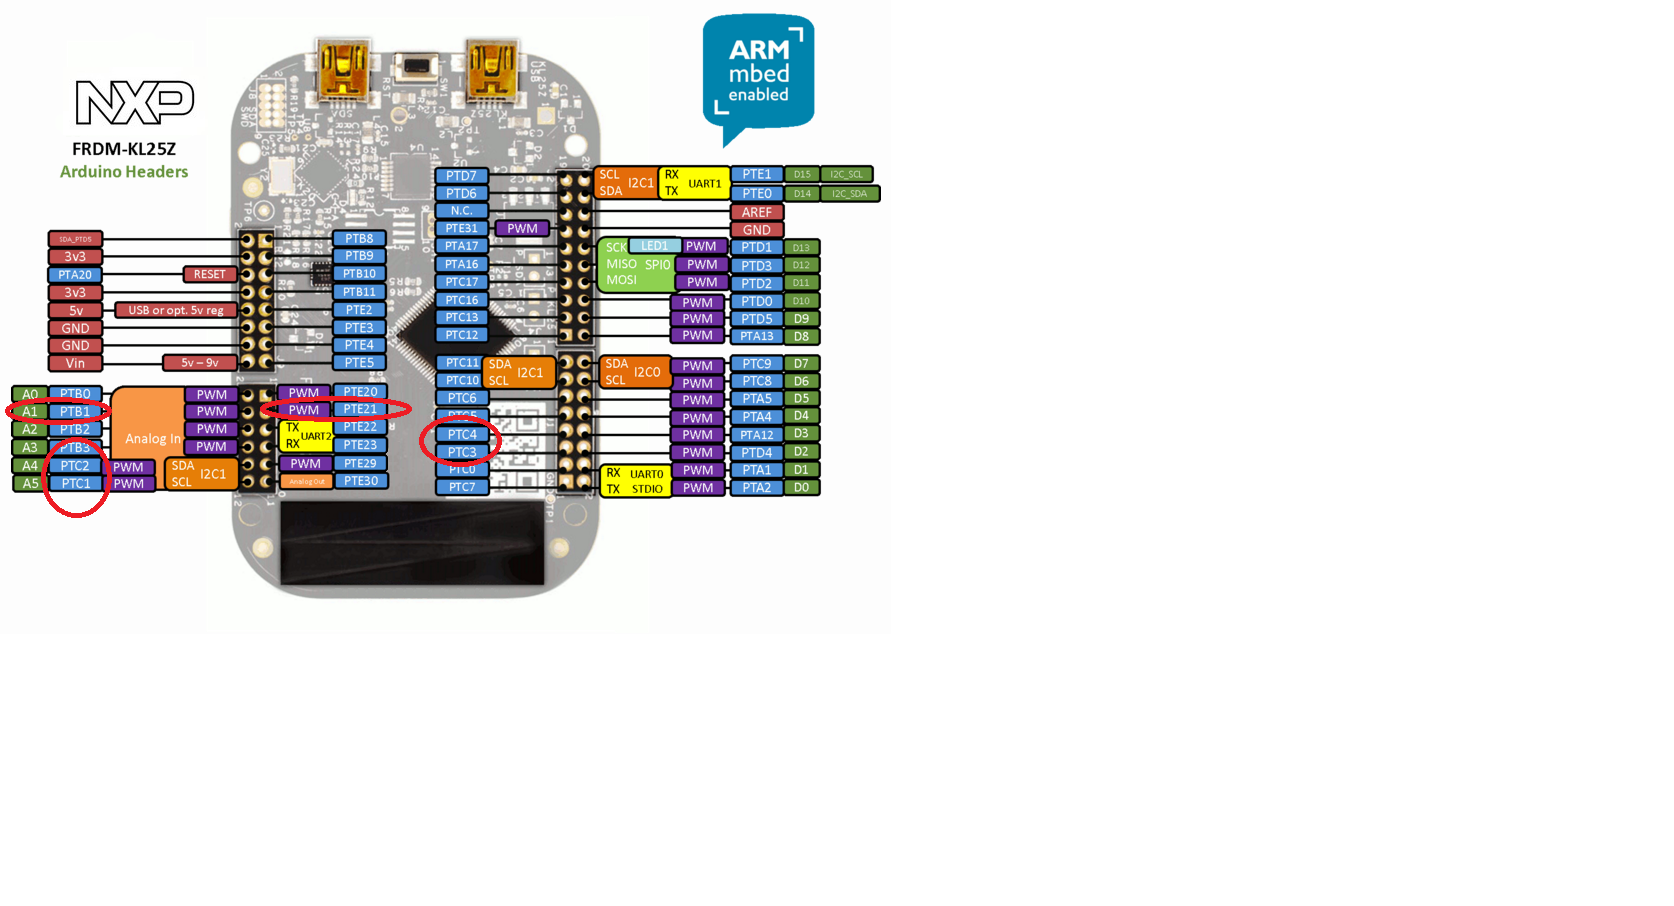 ARM
mbed
enabled
NXP
FRDM-KL25Z
Arduino Headers
SDA_PTD5
3v3
PTA20 RESET
3v3
5v USB or opt. 5v reg
GND
GND
Vin 5v – 9v
PTB8
PTB9
PTB10
PTB11
PTE2
PTE3
PTE4
PTE5
A0 PTB0 PWM
A1 PTB1 PWM
A2 PTB2 PWM
A3 PTB3 PWM
Analog In
A4 PTC2 PWM SDA
I2C1
A5 PTC1 PWM SCL
PWM PTE20
PWM PTE21
TX PTE22
UART2
RX PTE23
PWM PTE29
Analog Out PTE30
PTD7
PTD6
N.C.
PTE31 PWM
PTA17
PTA16
PTC17
PTC16
PTC13
PTC12
PTC11 SDA
I2C1
PTC10 SCL
PTC6
PTC5
PTC4
PTC3
PTC0
PTC7
SCL I2C1 RX UART1 PTE1 D15 I2C_SCL
SDA TX PTE0 D14 I2C_SDA
AREF
GND
SCK LED1 PWM PTD1 D13
MISO SPI0 PWM PTD3 D12
MOSI PWM PTD2 D11
PWM PTD0 D10
PWM PTD5 D9
PWM PTA13 D8
SDA I2C0 PWM PTC9 D7
SCL PWM PTC8 D6
PWM PTA5 D5
PWM PTA4 D4
PWM PTA12 D3
PWM PTD4 D2
RX UART0 PWM PTA1 D1
TX STDIO PWM PTA2 D0
RST
SW1
SDA
KL25Z
USB
U4